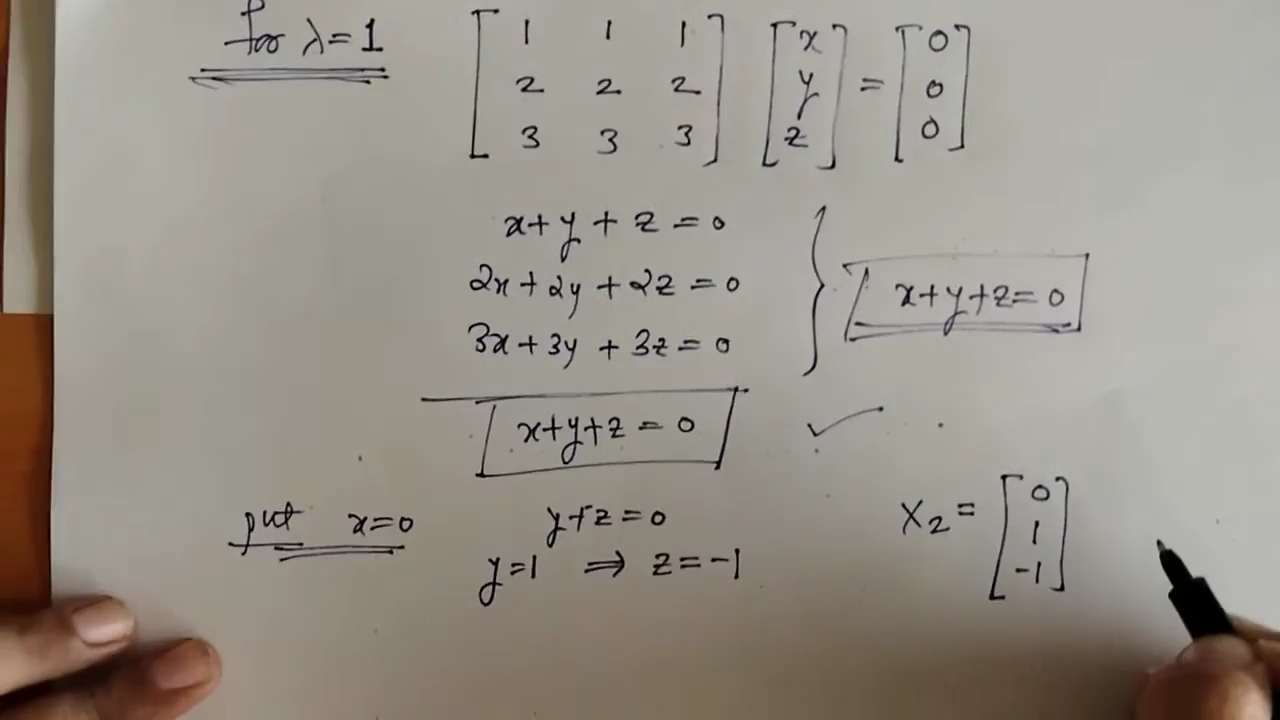 for λ=1
[1 1 1; 2 2 2; 3 3 3] [x; y; z] = [0; 0; 0]
x+y+z=0
2x+2y+2z=0
3x+3y+3z=0
x+y+z=0
x+y+z=0 ✓
put x=0 y+z=0
y=1 ⇒ z=-1
X₂ = [0; 1; -1]